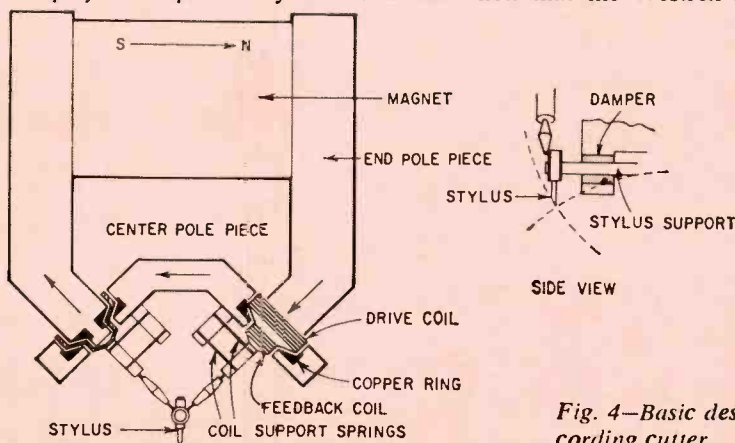 S N
MAGNET
END POLE PIECE
CENTER POLE PIECE
DRIVE COIL
COPPER RING
FEEDBACK COIL
STYLUS COIL SUPPORT SPRINGS
DAMPER
STYLUS
STYLUS SUPPORT
SIDE VIEW
Fig. 4—Basic des
cording cutter